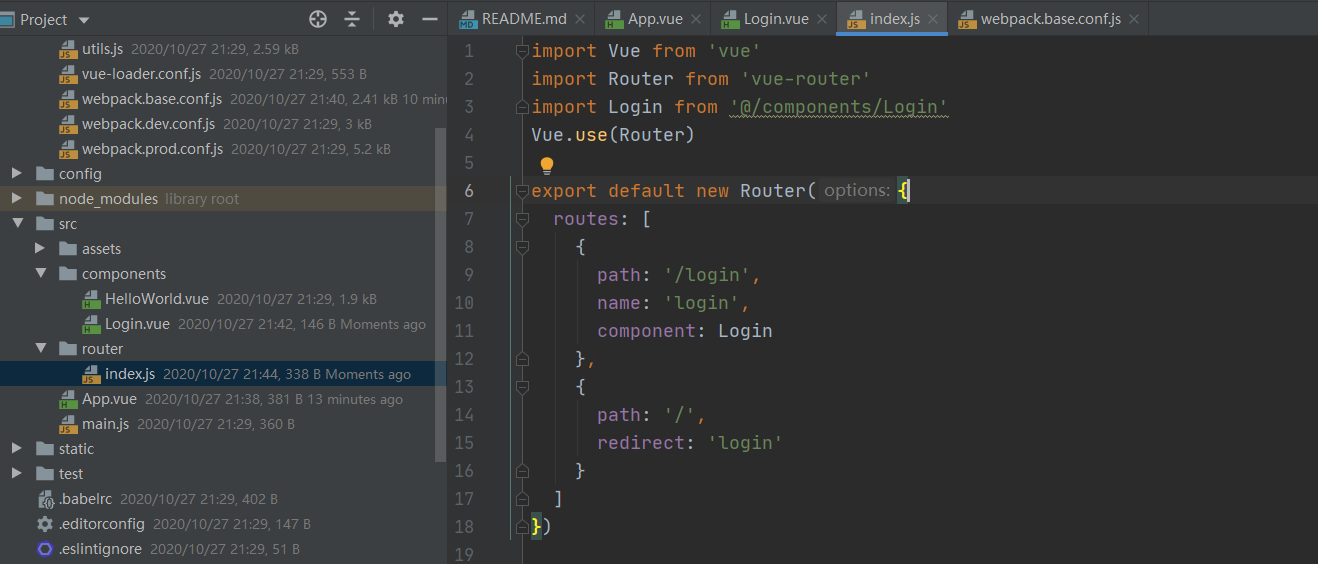 Project
utils.js 2020/10/27 21:29, 2.59 kB
vue-loader.conf.js 2020/10/27 21:29, 553 B
webpack.base.conf.js 2020/10/27 21:40, 2.41 kB 10 minu
webpack.dev.conf.js 2020/10/27 21:29, 3 kB
webpack.prod.conf.js 2020/10/27 21:29, 5.2 kB
config
node_modules library root
src
assets
components
HelloWorld.vue 2020/10/27 21:29, 1.9 kB
Login.vue 2020/10/27 21:42, 146 B Moments ago
router
index.js 2020/10/27 21:44, 338 B Moments ago
App.vue 2020/10/27 21:38, 381 B 13 minutes ago
main.js 2020/10/27 21:29, 360 B
static
test
.babelrc 2020/10/27 21:29, 402 B
.editorconfig 2020/10/27 21:29, 147 B
.eslintignore 2020/10/27 21:29, 51 B
MD README.md H App.vue H Login.vue JS index.js JS webpack.base.conf.js
1 import Vue from 'vue'
2 import Router from 'vue-router'
3 import Login from '@/components/Login'
4 Vue.use(Router)
5
6 export default new Router( options: {
7 routes: [
8 {
9 path: '/login',
10 name: 'login',
11 component: Login
12 },
13 {
14 path: '/',
15 redirect: 'login'
16 }
17 ]
18 })
19